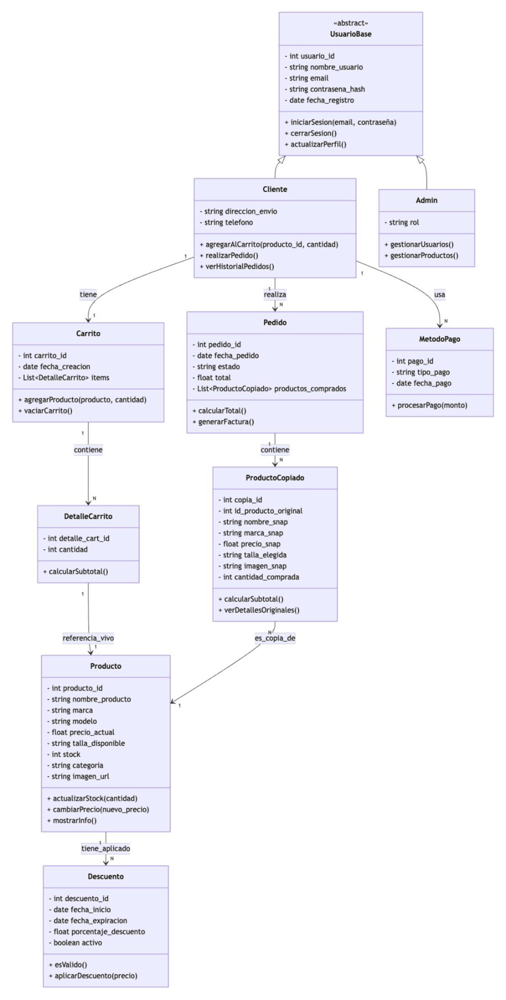 «abstract»
UsuarioBase
- int usuario_id
- string nombre_usuario
- string email
- string contrasena_hash
- date fecha_registro
+ iniciarSesion(email, contraseña)
+ cerrarSesion()
+ actualizarPerfil()
Cliente
- string direccion_envio
- string telefono
+ agregarAlCarrito(producto_id, cantidad)
+ realizarPedido()
+ verHistorialPedidos()
Admin
- string rol
+ gestionarUsuarios()
+ gestionarProductos()
1
tiene
1
1
realiza
N
1
usa
N
Carrito
- int carrito_id
- date fecha_creacion
- List<DetalleCarrito> items
+ agregarProducto(producto, cantidad)
+ vaciarCarrito()
Pedido
- int pedido_id
- date fecha_pedido
- string estado
- float total
- List<ProductoCopiado> productos_comprados
+ calcularTotal()
+ generarFactura()
MetodoPago
- int pago_id
- string tipo_pago
- date fecha_pago
+ procesarPago(monto)
1
contiene
N
1
contiene
N
DetalleCarrito
- int detalle_cart_id
- int cantidad
+ calcularSubtotal()
ProductoCopiado
- int copia_id
- int id_producto_original
- string nombre_snap
- string marca_snap
- float precio_snap
- string talla_elegida
- string imagen_snap
- int cantidad_comprada
+ calcularSubtotal()
+ verDetallesOriginales()
1
referencia_vivo
1
N
es_copia_de
1
Producto
- int producto_id
- string nombre_producto
- string marca
- string modelo
- float precio_actual
- string talla_disponible
- int stock
- string categoria
- string imagen_url
+ actualizarStock(cantidad)
+ cambiarPrecio(nuevo_precio)
+ mostrarInfo()
1
tiene_aplicado
N
Descuento
- int descuento_id
- date fecha_inicio
- date fecha_expiracion
- float porcentaje_descuento
- boolean activo
+ esValido()
+ aplicarDescuento(precio)